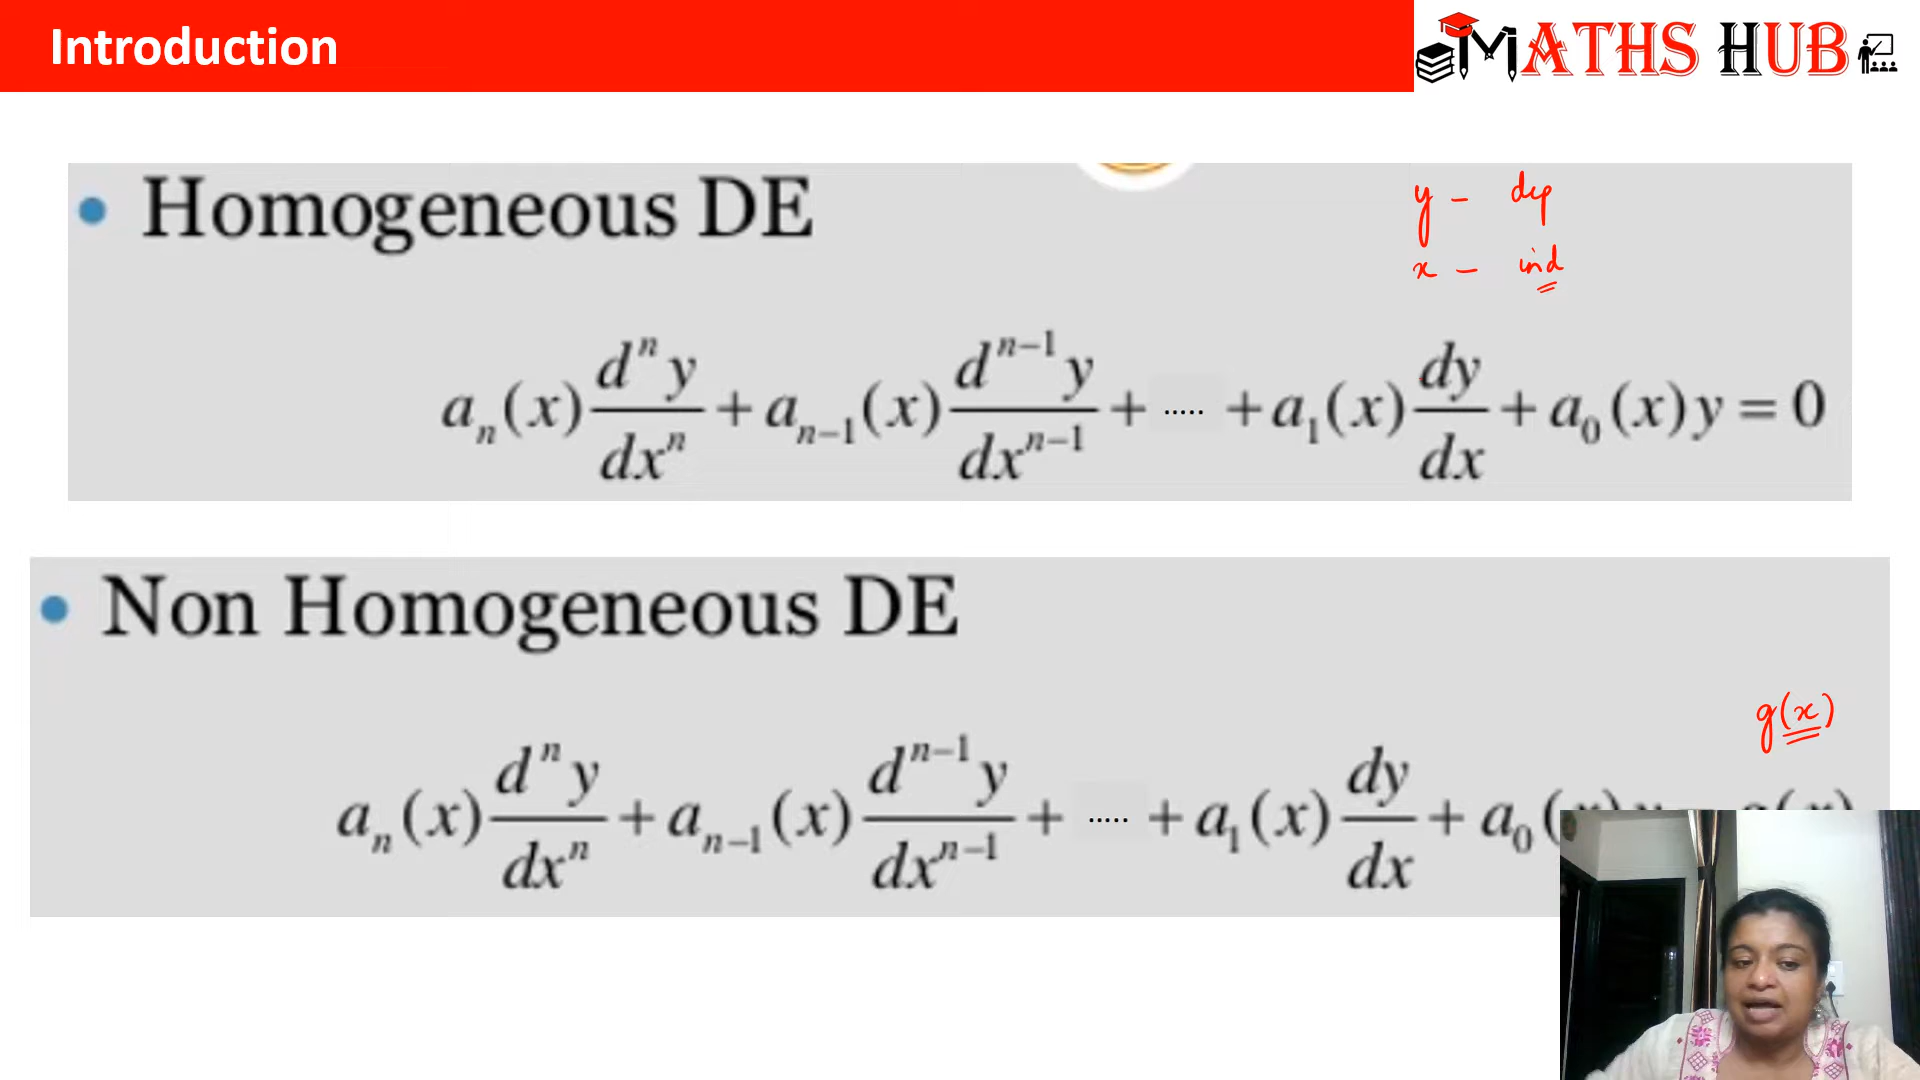 Introduction
MATHS HUB
• Homogeneous DE
y - dep
x - ind
a_n(x) d^n y/dx^n + a_{n-1}(x) d^{n-1} y/dx^{n-1} + ..... + a_1(x) dy/dx + a_0(x) y = 0
• Non Homogeneous DE
g(x)
a_n(x) d^n y/dx^n + a_{n-1}(x) d^{n-1} y/dx^{n-1} + ..... + a_1(x) dy/dx + a_0(